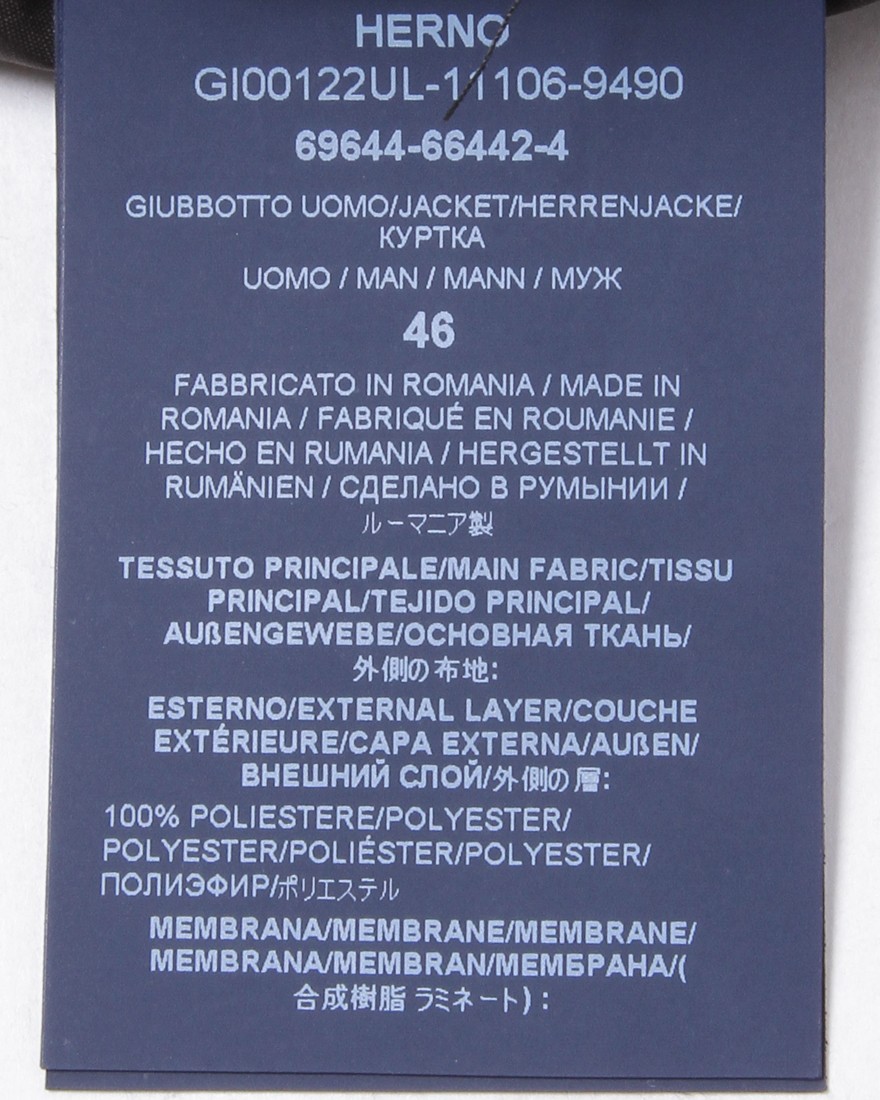 HERNO
GI00122UL-11106-9490
69644-66442-4
GIUBBOTTO UOMO/JACKET/HERRENJACKE/
КУРТКА
UOMO / MAN / MANN / МУЖ
46
FABBRICATO IN ROMANIA / MADE IN
ROMANIA / FABRIQUÉ EN ROUMANIE /
HECHO EN RUMANIA / HERGESTELLT IN
RUMÄNIEN / СДЕЛАНО В РУМЫНИИ /
ルーマニア製
TESSUTO PRINCIPALE/MAIN FABRIC/TISSU
PRINCIPAL/TEJIDO PRINCIPAL/
AUßENGEWEBE/ОСНОВНАЯ ТКАНЬ/
外側の布地:
ESTERNO/EXTERNAL LAYER/COUCHE
EXTÉRIEURE/CAPA EXTERNA/AUßEN/
ВНЕШНИЙ СЛОЙ/外側の層:
100% POLIESTERE/POLYESTER/
POLYESTER/POLIÉSTER/POLYESTER/
ПОЛИЭФИР/ポリエステル
MEMBRANA/MEMBRANE/MEMBRANE/
MEMBRANA/MEMBRAN/МЕМБРАНА/(
合成樹脂 ラミネート) :